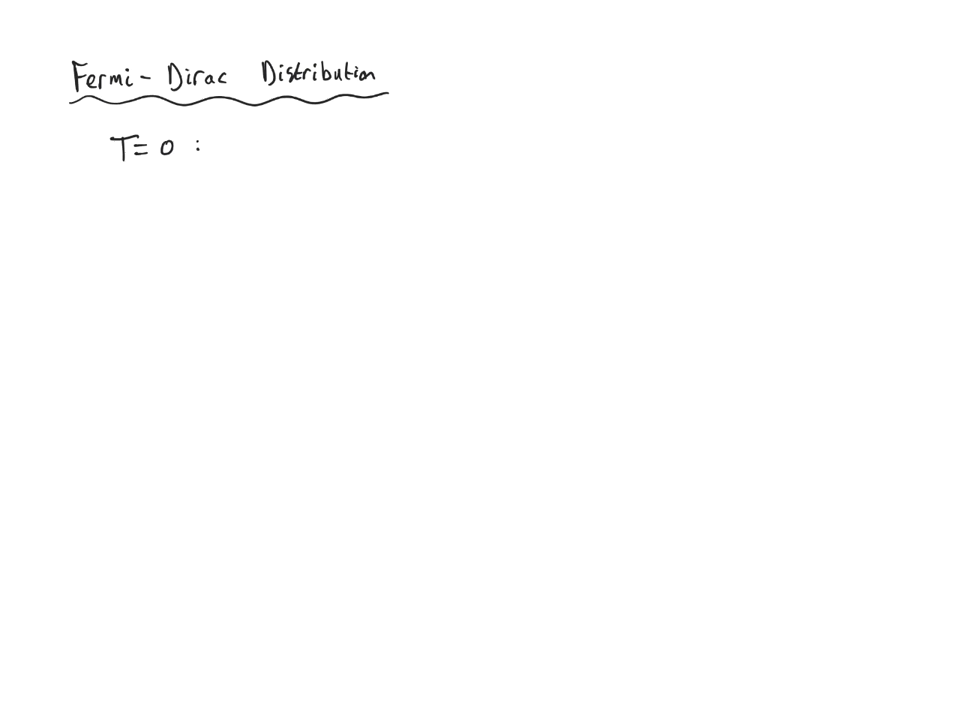 Fermi - Dirac Distribution
T = 0 :